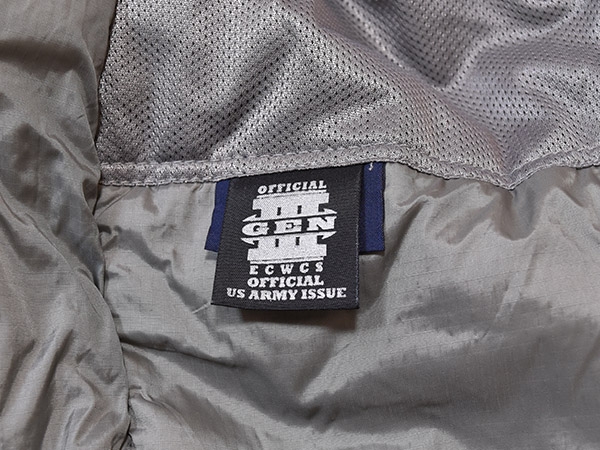 OFFICIAL
III
GEN
ECWCS
OFFICIAL
US ARMY ISSUE